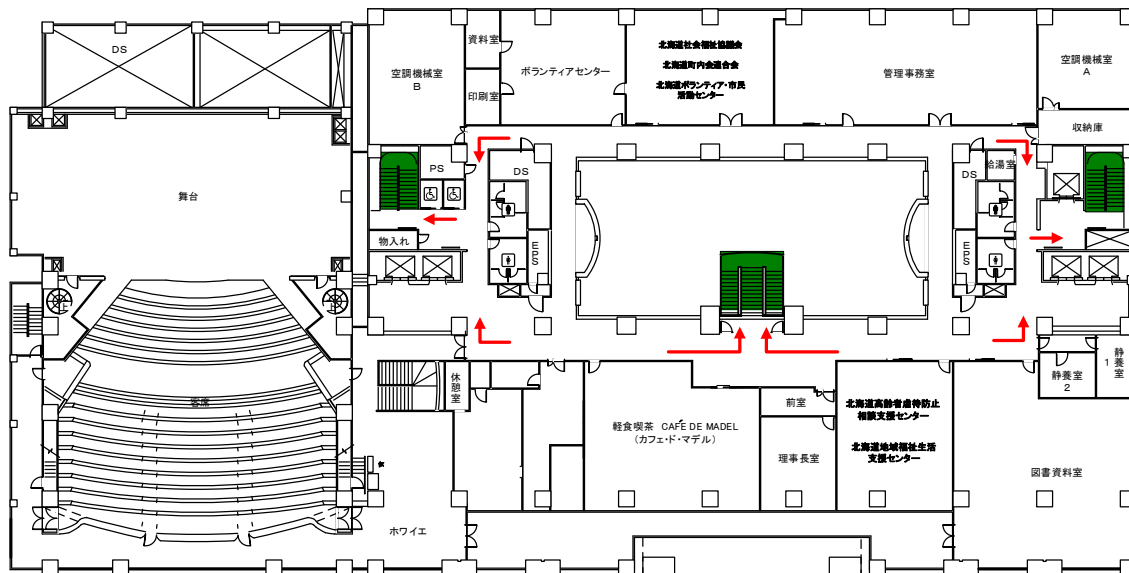 DS
空調機械室
B
資料室
印刷室
ボランティアセンター
北海道社会福祉協議会
北海道町内会連合会
北海道ボランティア・市民
活動センター
管理事務室
空調機械室
A
収納庫
舞台
PS
DS
物入れ
EPS
DS
給湯室
EPS
上
上
客席
休憩室
静養室
1
静養室
2
前室
軽食喫茶 CAFE DE MADEL
（カフェ・ド・マデル）
理事長室
北海道高齢者虐待防止
相談支援センター
北海道地域福祉生活
支援センター
図書資料室
ホワイエ